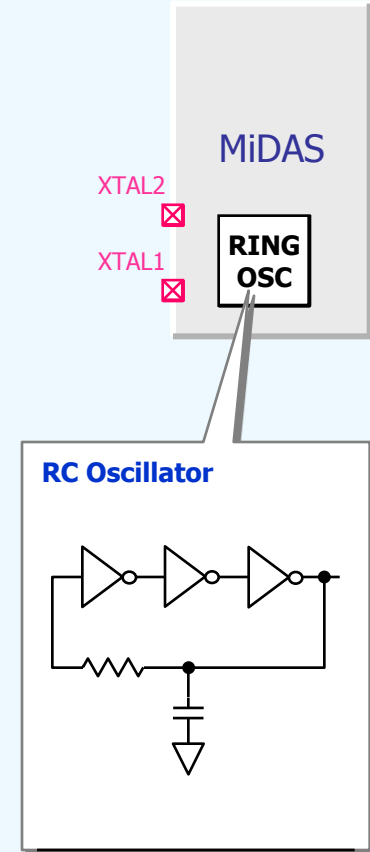 MiDAS
XTAL2
XTAL1
RING
OSC
RC Oscillator